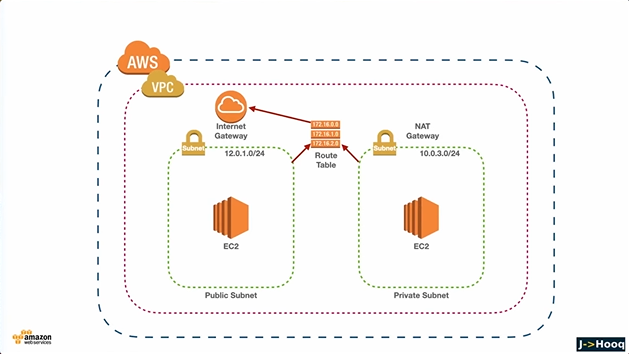 AWS
VPC
Internet
Gateway
172.16.0.0
172.16.1.0
172.16.2.0
Route
Table
NAT
Gateway
Subnet
12.0.1.0/24
Subnet
10.0.3.0/24
EC2
EC2
Public Subnet
Private Subnet
amazon
web services
J->Hooq